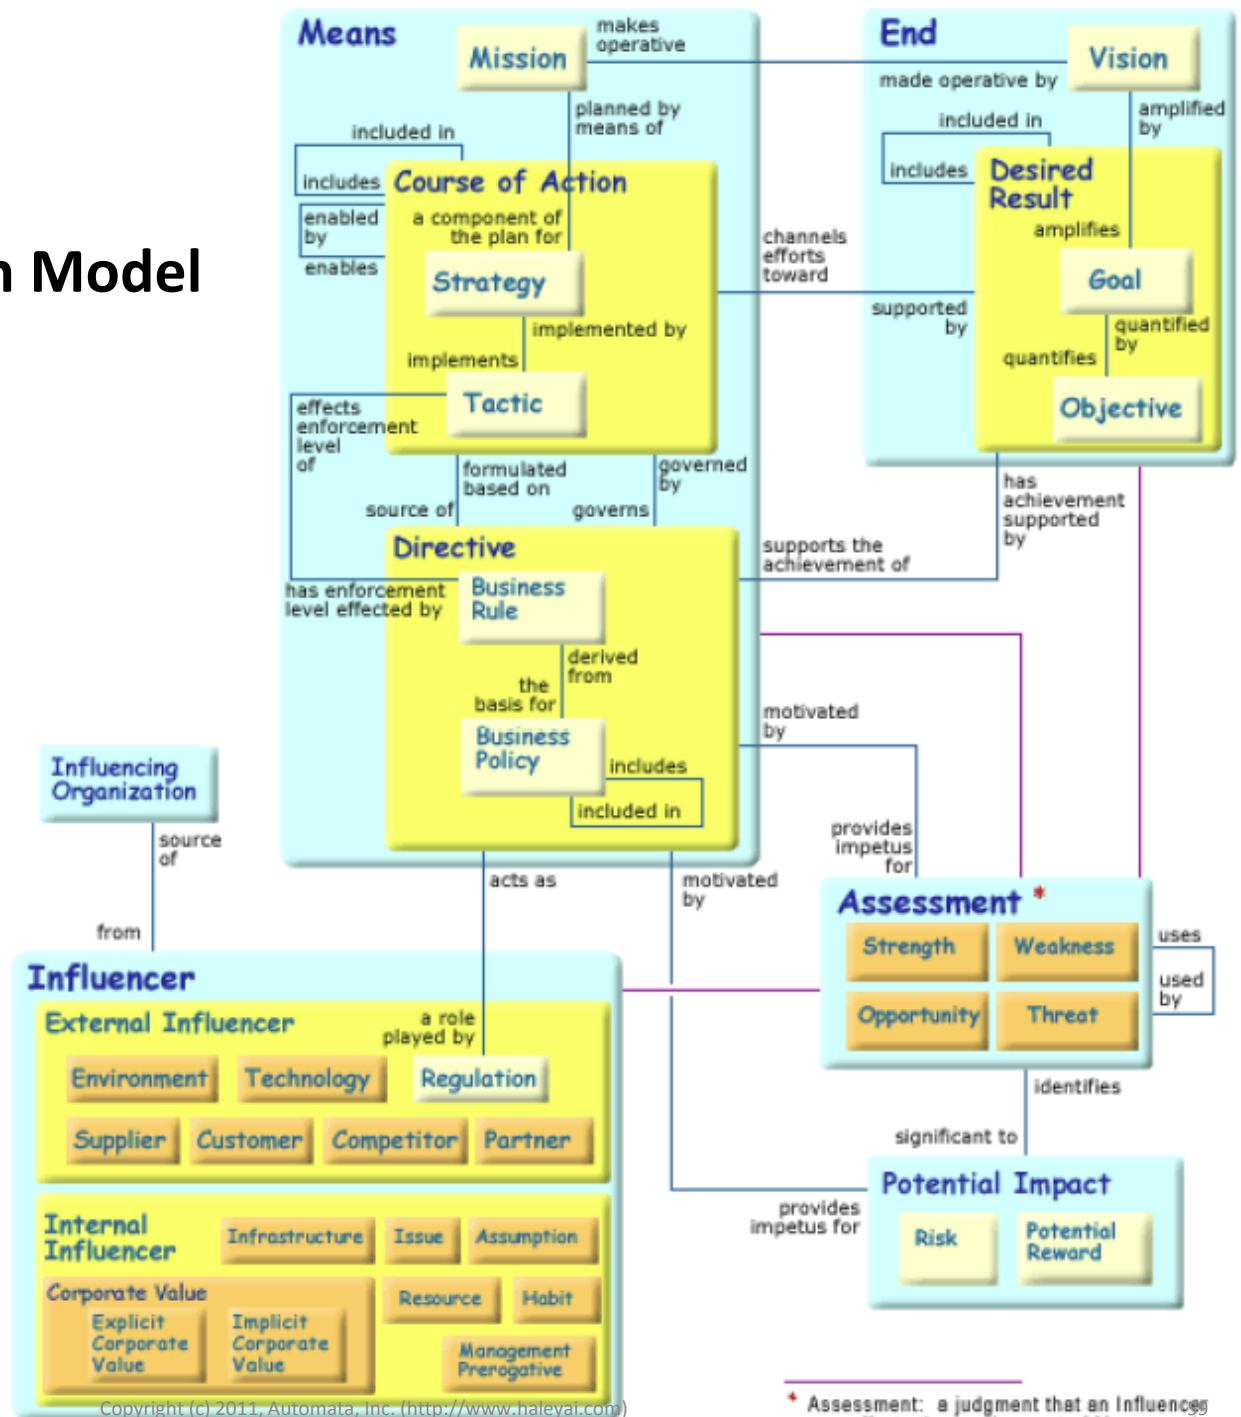 n Model
Means
Mission
makes
operative
End
Vision
made operative by
planned by
means of
amplified
by
included in
includes
enabled
by
enables
Course of Action
a component of
the plan for
Strategy
implemented by
implements
Tactic
channels
efforts
toward
supported
by
included in
includes
Desired
Result
amplifies
Goal
quantified
by
quantifies
Objective
effects
enforcement
level
of
formulated
based on
source of
governed
by
governs
has
achievement
supported
by
supports the
achievement of
Directive
has enforcement
level effected by
Business
Rule
derived
from
the
basis for
Business
Policy
includes
included in
motivated
by
provides
impetus
for
Influencing
Organization
source
of
from
acts as
motivated
by
Assessment *
Strength
Weakness
Opportunity
Threat
uses
used
by
identifies
significant to
Influencer
External Influencer
a role
played by
Environment
Technology
Regulation
Supplier
Customer
Competitor
Partner
provides
impetus for
Potential Impact
Risk
Potential
Reward
Internal
Influencer
Infrastructure
Issue
Assumption
Corporate Value
Explicit
Corporate
Value
Implicit
Corporate
Value
Resource
Habit
Management
Prerogative
* Assessment: a judgment that an Influencer
Copyright (c) 2011, Automata, Inc. (http://www.haleyai.com)
39